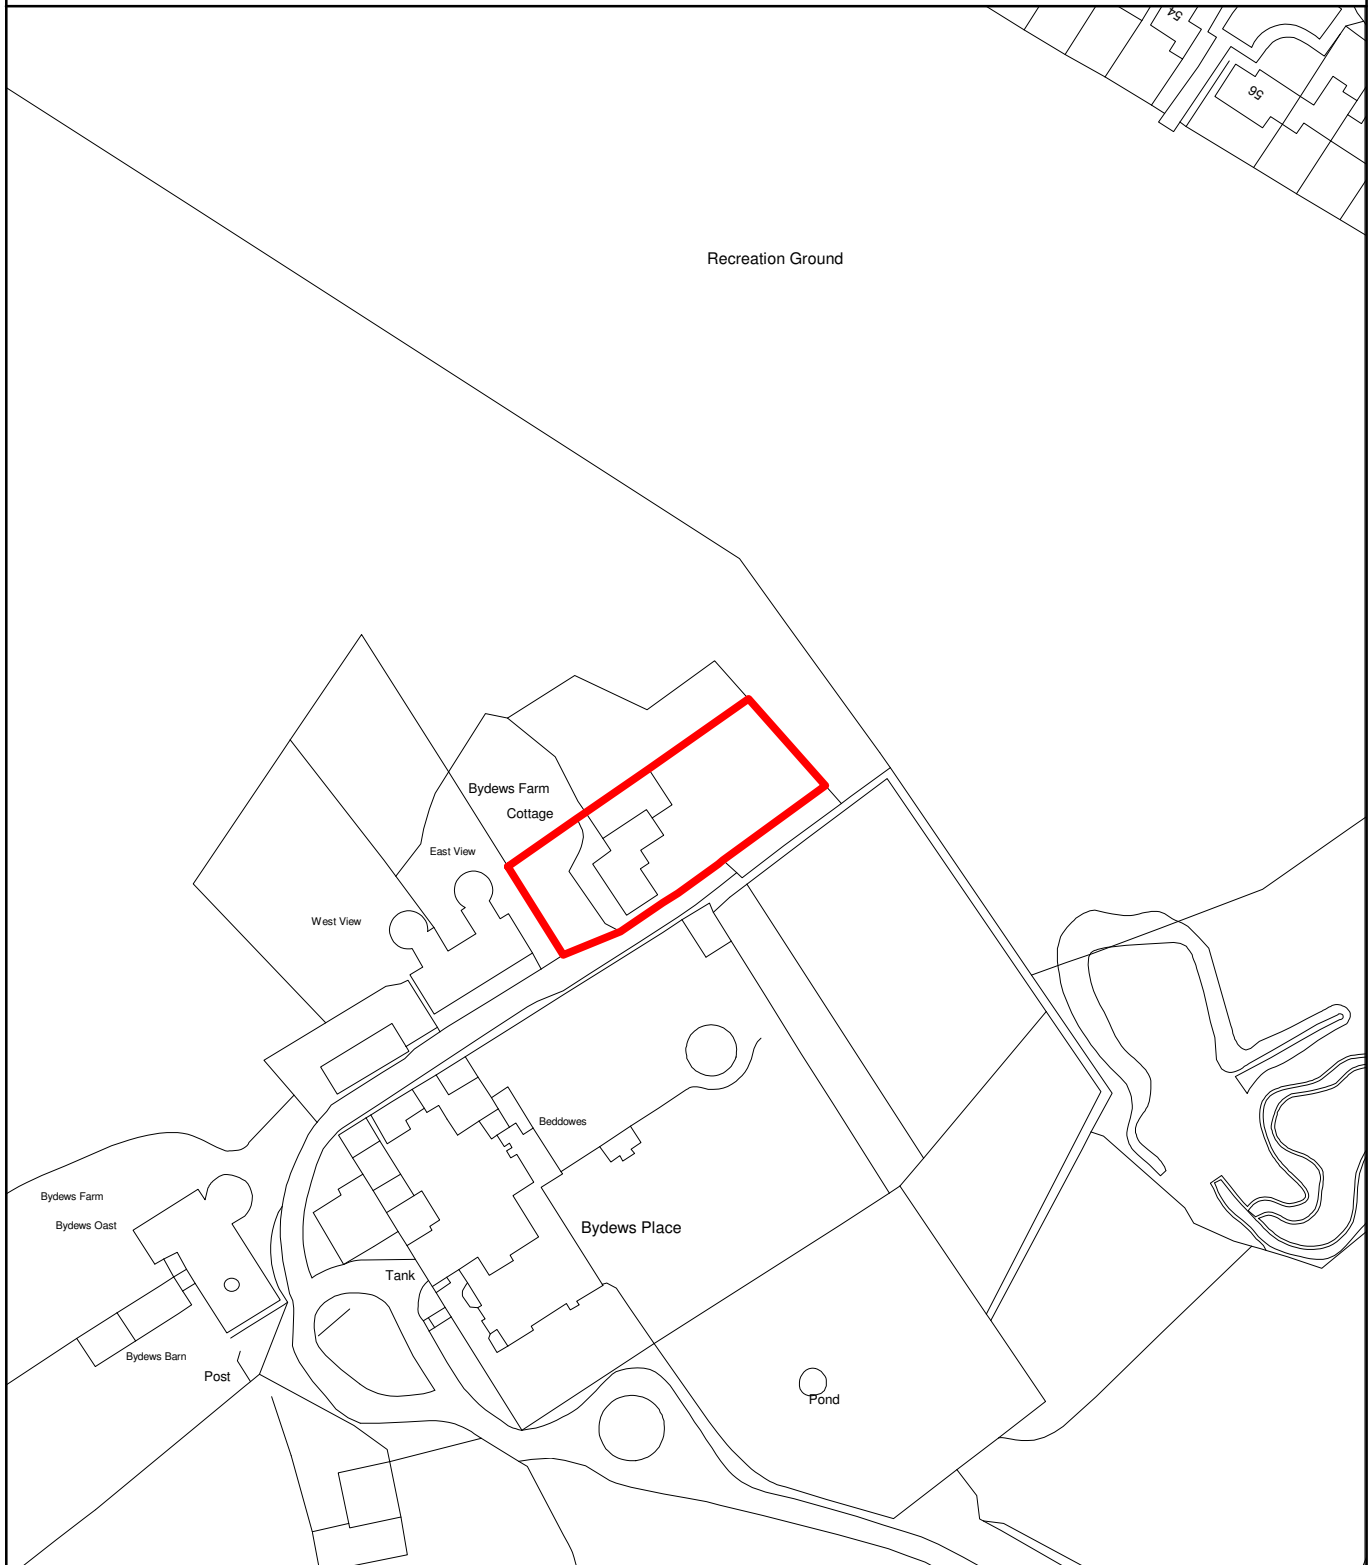 54
56
Recreation Ground
Bydews Farm
Cottage
East View
West View
Beddowes
Bydews Farm
Bydews Oast
Bydews Place
Tank
Bydews Barn
Post
Pond